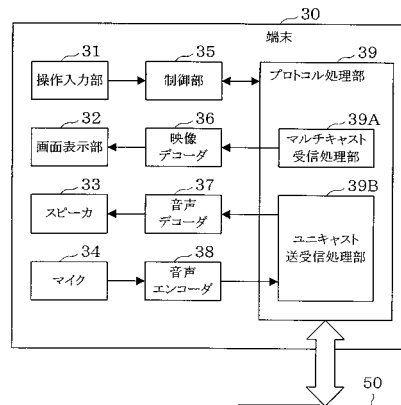 30
端末
31
操作入力部
35
制御部
39
プロトコル処理部
32
画面表示部
36
映像
デコーダ
39A
マルチキャスト
受信処理部
33
スピーカ
37
音声
デコーダ
39B
ユニキャスト
送受信処理部
34
マイク
38
音声
エンコーダ
50